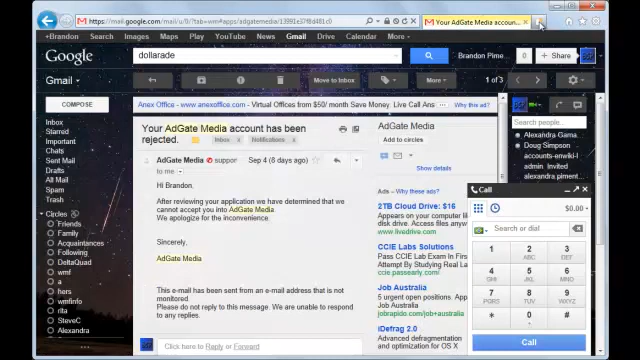 https://mail.google.com/mail/u/0/?tab=wm#apps/adgatemedia/13991e37f8d481c0
Your AdGate Media accoun...
+Brandon Search Images Maps Play YouTube News Gmail Drive Calendar More
Google
dollarade
Brandon Pime...
0
+ Share
Gmail
Move to Inbox
More
1 of 3
COMPOSE
Anex Office - www.anexoffice.com - Virtual Offices from $50/ month Save Money. Live Call Ans
Why this ad?
Inbox
Starred
Important
Chats
Sent Mail
Drafts
All Mail
Spam
Trash
Circles
Friends
Family
Acquaintances
Following
DeltaQuad
wmf
a
hers
wmfinfo
rita
SteveC
Alexandra
Your AdGate Media account has been
rejected.
Inbox x
Notifications x
AdGate Media
suppor
Sep 4 (8 days ago)
to me
Hi Brandon,
After reviewing your application we have determined that we
cannot accept you into AdGate Media.
We apologize for the inconvenience.
Sincerely,
AdGate Media
This e-mail has been sent from an e-mail address that is not
monitored
Please do not reply to this message. We are unable to respond
to any replies.
Click here to Reply or Forward
AdGate Media
Add to circles
Show details
Ads – Why these ads?
2TB Cloud Drive: $16
Appears on your computer lik
disk drive. Access from anyw
www.livedrive.com
CCIE Labs Solutions
Pass CCIE Lab Exam In F
Attempt By Studying Real
ccie.passearly.com/
Job Australia
5 urgent open positions. App
jobrapido.com/job+australia
iDefrag 2.0
Advanced defragmentation
and optimization for OS X
Search people...
Alexandra Gama.
Doug Simpson
accounts-enwiki-l
admin. Invited
alexandra.piment
Call
$0.00
Search or dial
1
2
ABC
3
DEF
4
GHI
5
JKL
6
MNO
7
PQRS
8
TUV
9
WXYZ
*
0
+
#
Call